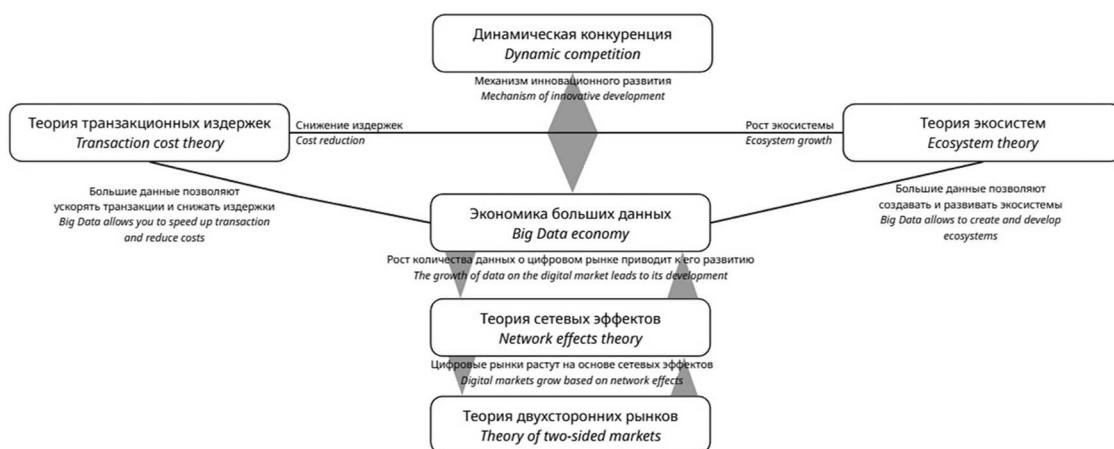 Динамическая конкуренция
Dynamic competition
Механизм инновационного развития
Mechanism of innovative development
Теория транзакционных издержек
Transaction cost theory
Снижение издержек
Cost reduction
Рост экосистемы
Ecosystem growth
Теория экосистем
Ecosystem theory
Большие данные позволяют
ускорять транзакции и снижать издержки
Big Data allows you to speed up transaction
and reduce costs
Большие данные позволяют
создавать и развивать экосистемы
Big Data allows to create and develop
ecosystems
Экономика больших данных
Big Data economy
Рост количества данных о цифровом рынке приводит к его развитию
The growth of data on the digital market leads to its development
Теория сетевых эффектов
Network effects theory
Цифровые рынки растут на основе сетевых эффектов
Digital markets grow based on network effects
Теория двухсторонних рынков
Theory of two-sided markets